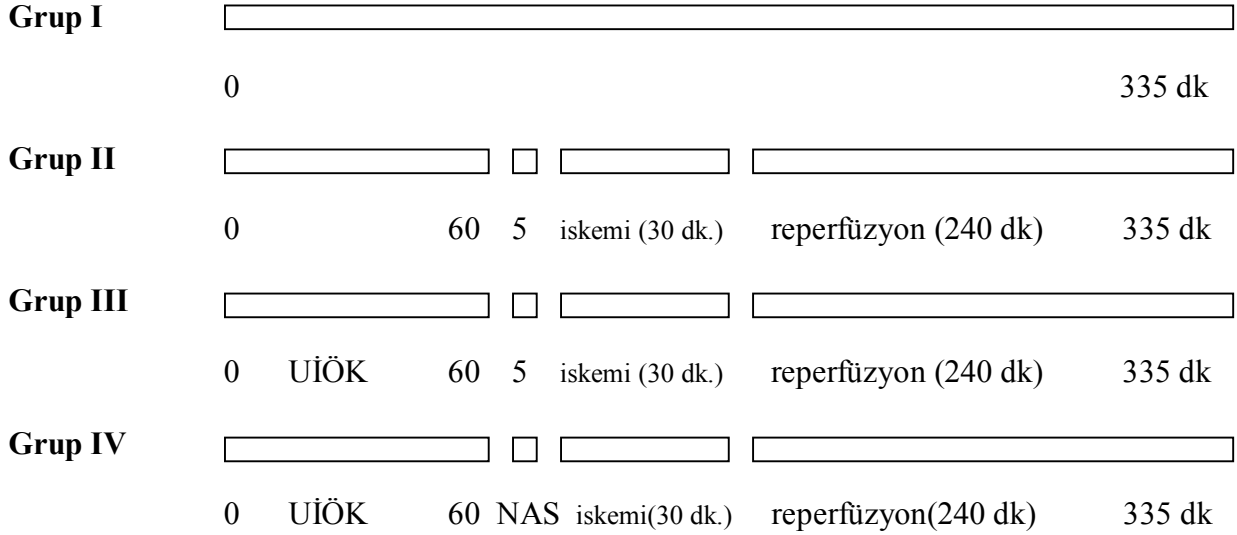 Grup I
0 335 dk
Grup II
0 60 5 iskemi (30 dk.) reperfüzyon (240 dk) 335 dk
Grup III
0 UİÖK 60 5 iskemi (30 dk.) reperfüzyon (240 dk) 335 dk
Grup IV
0 UİÖK 60 NAS iskemi(30 dk.) reperfüzyon(240 dk) 335 dk